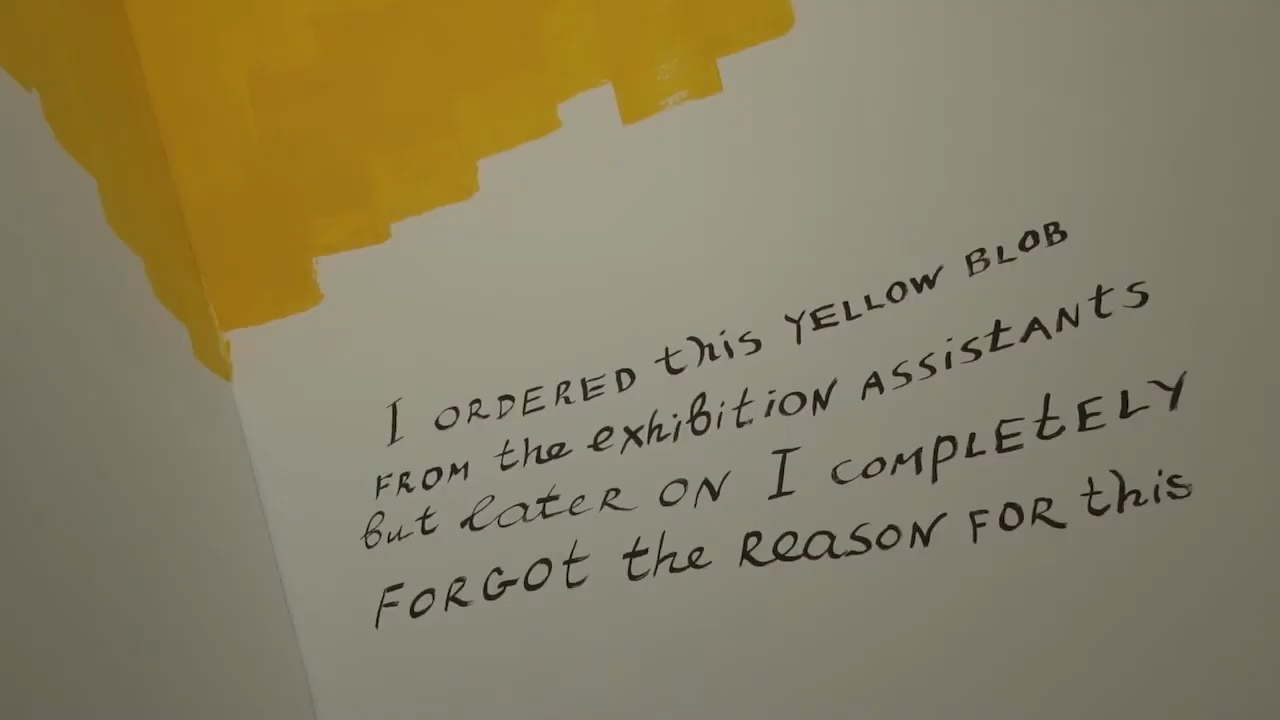 I ORDERED this YELLOW BLOB
FROM the exhibition ASSistANts
but later ON I COMPLEtELY
FORGOt the REASON FOR this